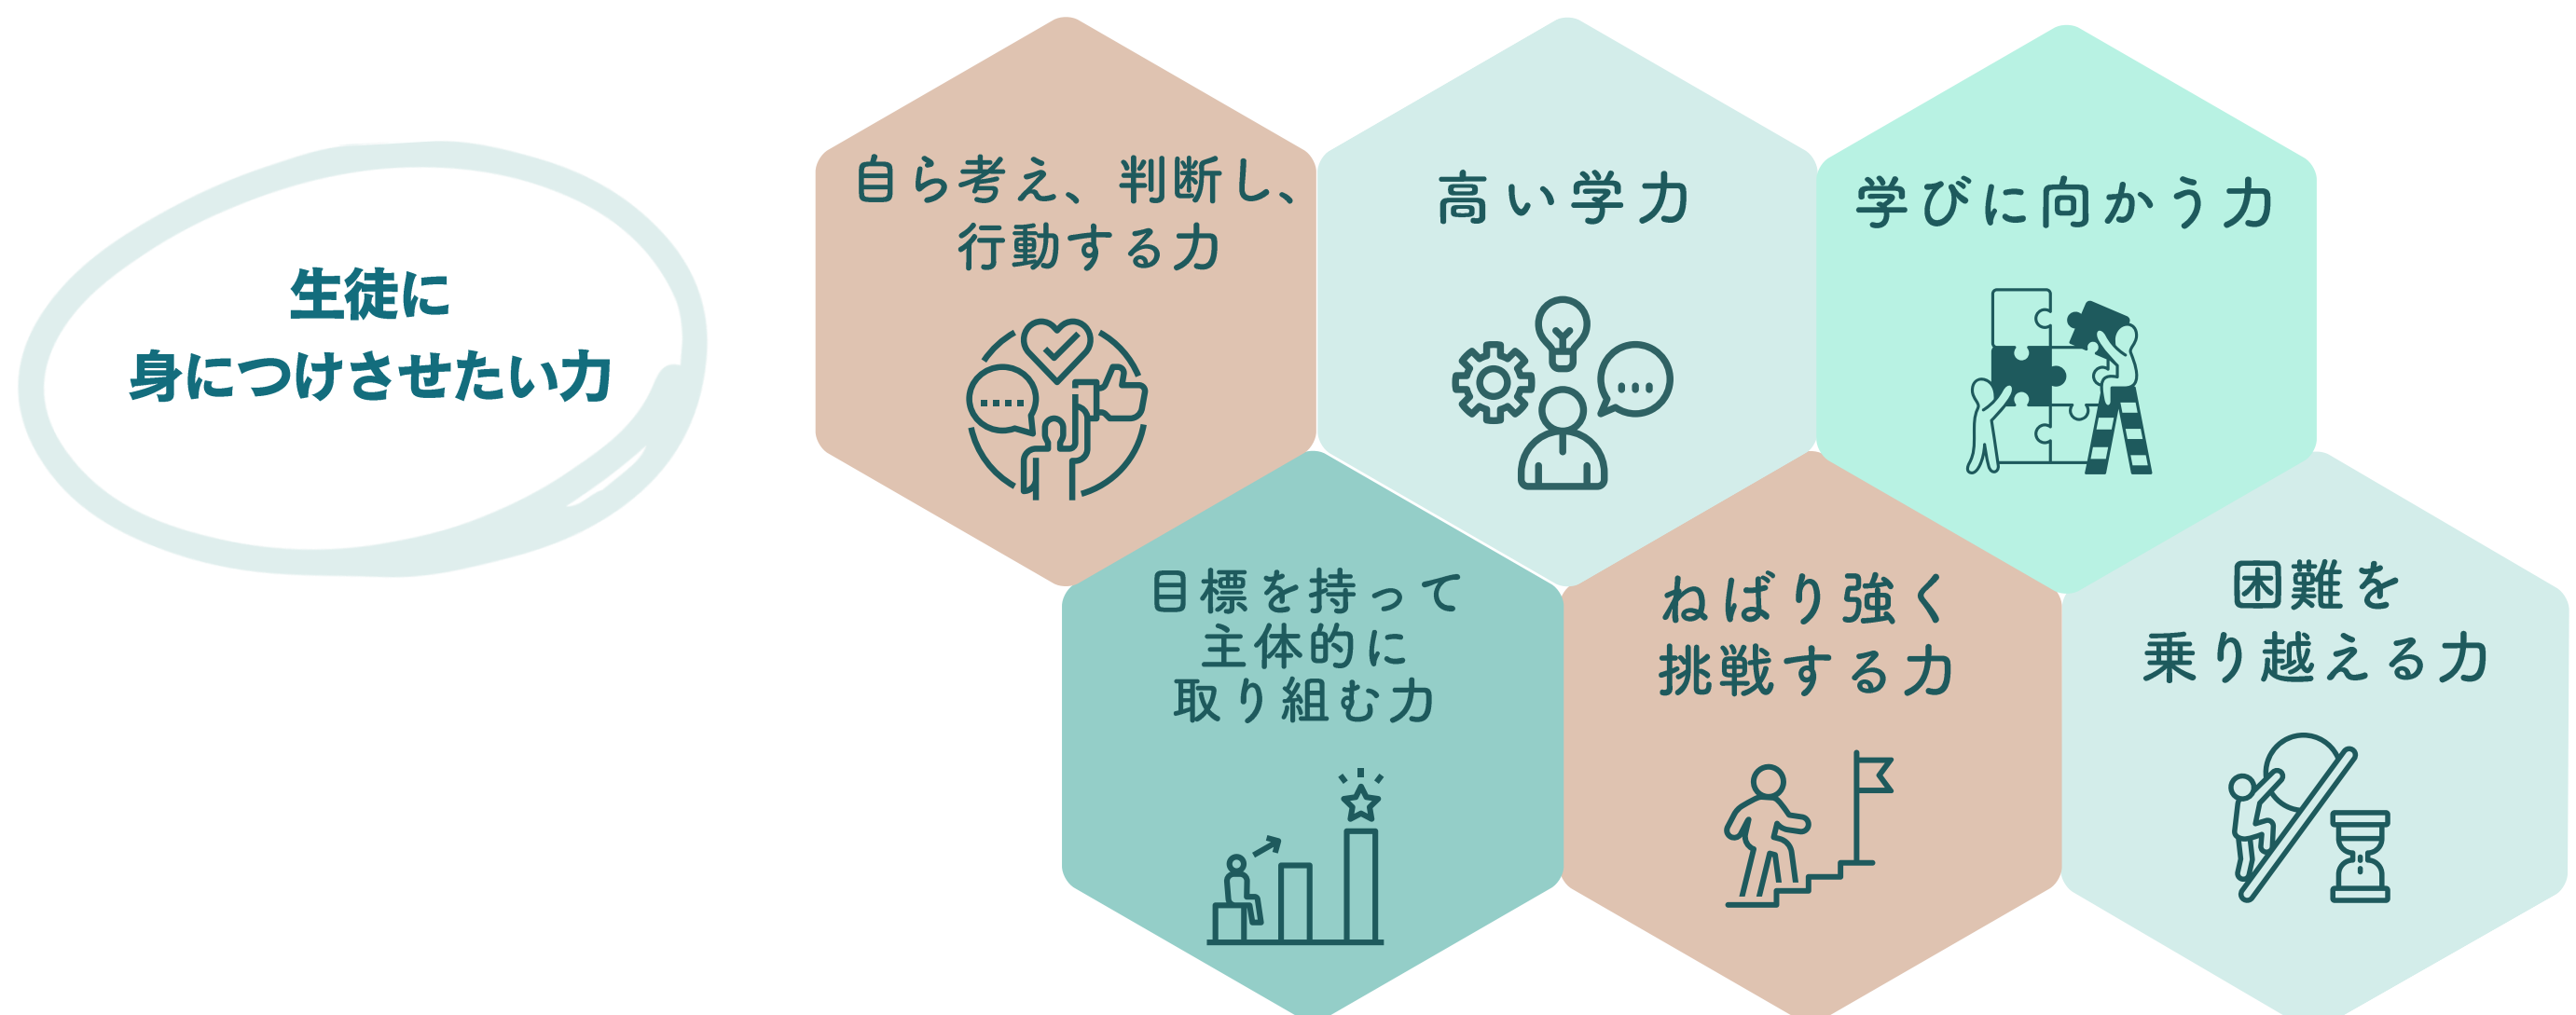 生徒に
身につけさせたい力
自ら考え、判断し、
行動する力
高い学力
学びに向かう力
目標を持って
主体的に
取り組む力
ねばり強く
挑戦する力
困難を
乗り越える力